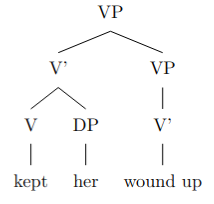 VP
V' VP
V DP V'
kept her wound up